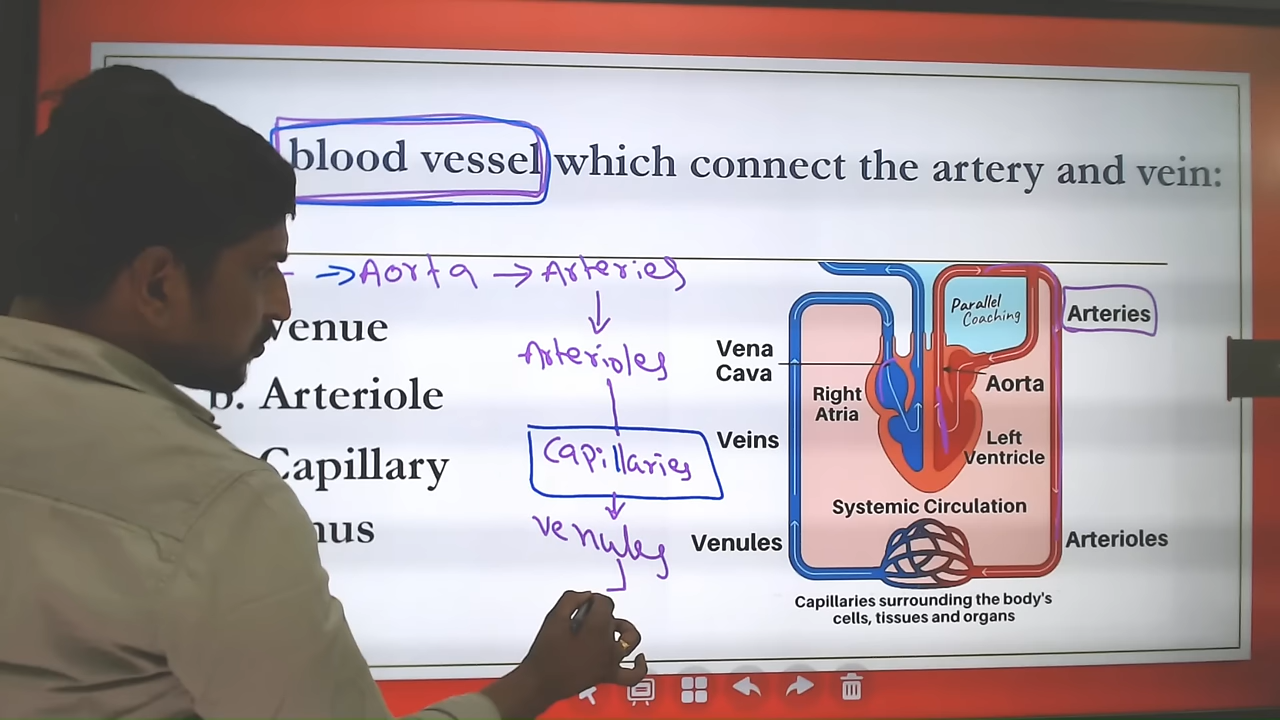 blood vessel which connect the artery and vein:
→ Aorta → Arteries
Arterioles
Capillaries
venules
b. Arteriole
Capillary
Parallel
Coaching
Arteries
Vena
Cava
Aorta
Right
Atria
Veins
Left
Ventricle
Systemic Circulation
Venules
Arterioles
Capillaries surrounding the body's
cells, tissues and organs